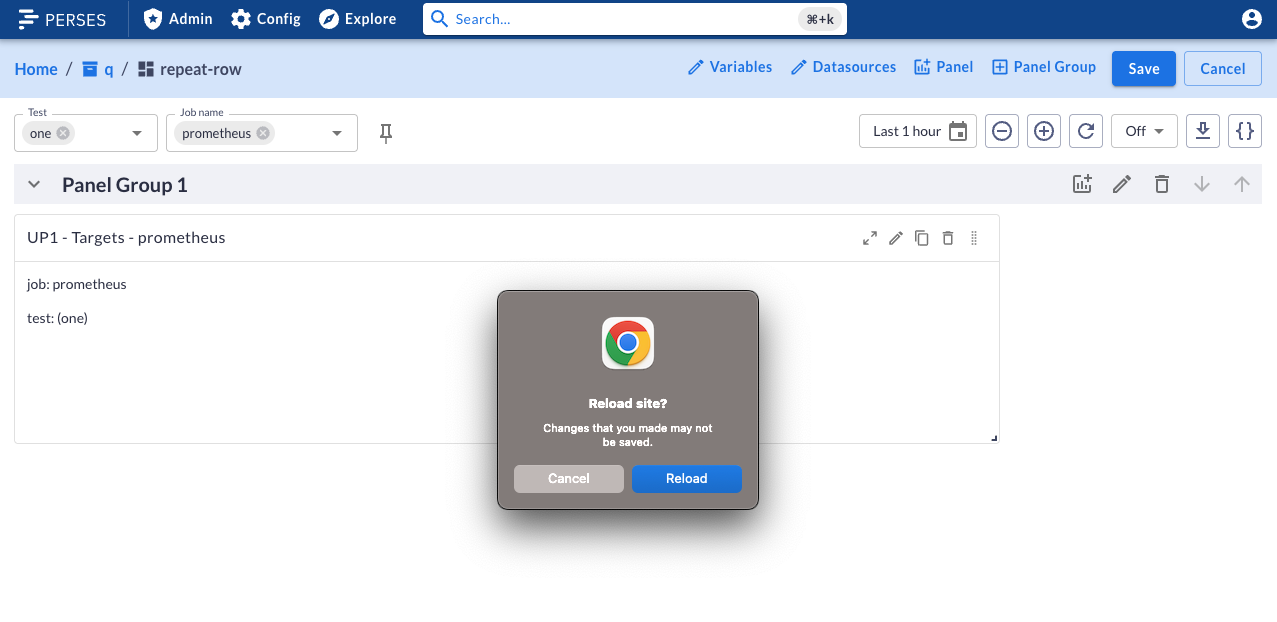 PERSES Admin Config Explore Search... ⌘+k
Home / q / repeat-row Variables Datasources Panel Panel Group Save Cancel
Test Job name
one prometheus Last 1 hour Off {}
Panel Group 1
UP1 - Targets - prometheus
job: prometheus
test: (one)
Reload site?
Changes that you made may not
be saved.
Cancel Reload